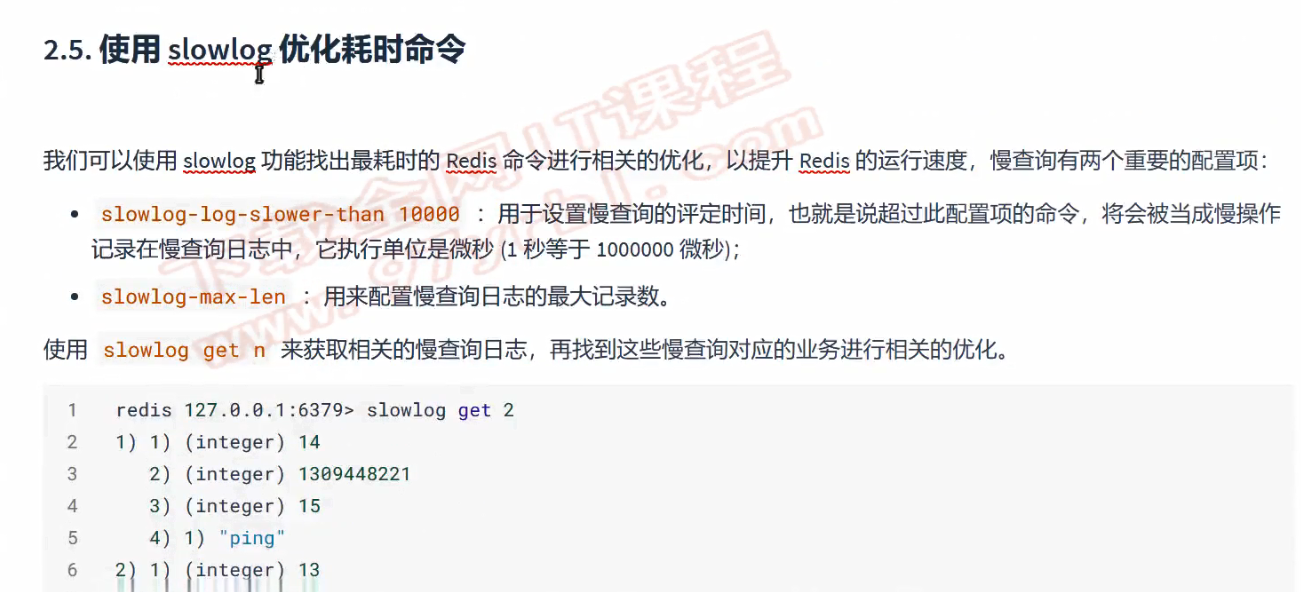 2.5. 使用 slowlog 优化耗时命令
我们可以使用 slowlog 功能找出最耗时的 Redis 命令进行相关的优化，以提升 Redis 的运行速度，慢查询有两个重要的配置项：
• slowlog-log-slower-than 10000 ：用于设置慢查询的评定时间，也就是说超过此配置项的命令，将会被当成慢操作
记录在慢查询日志中，它执行单位是微秒 (1 秒等于 1000000 微秒)；
• slowlog-max-len ：用来配置慢查询日志的最大记录数。
使用 slowlog get n 来获取相关的慢查询日志，再找到这些慢查询对应的业务进行相关的优化。
1 redis 127.0.0.1:6379> slowlog get 2
2 1) 1) (integer) 14
3 2) (integer) 1309448221
4 3) (integer) 15
5 4) 1) "ping"
6 2) 1) (integer) 13